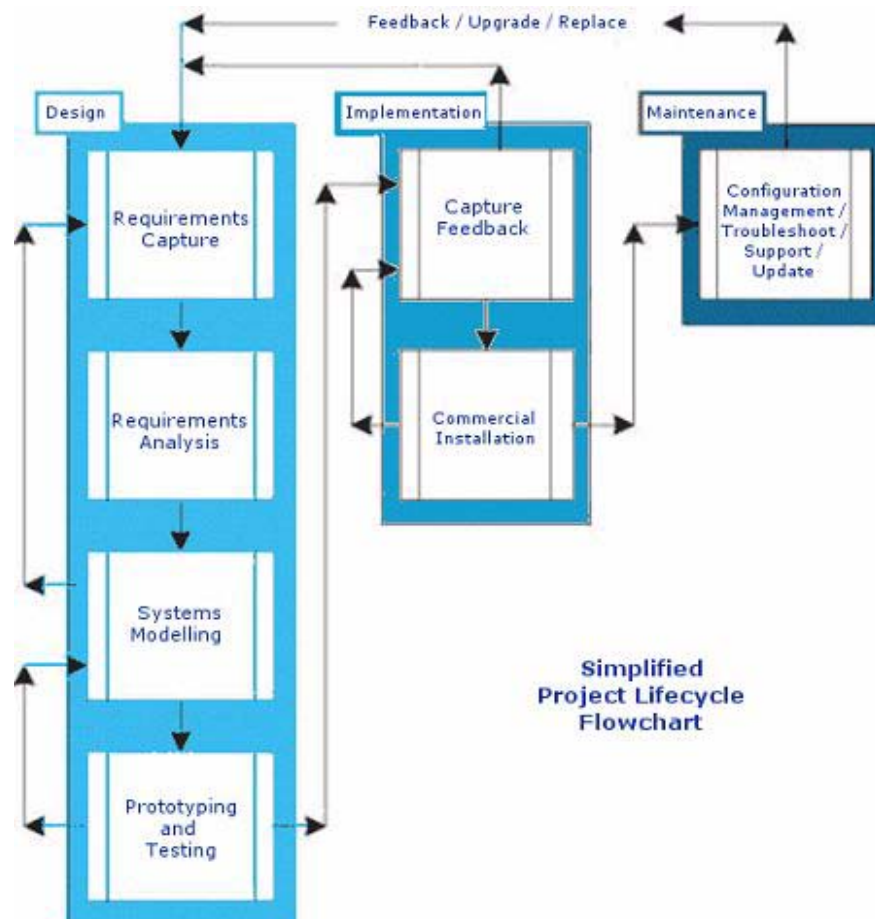 Feedback / Upgrade / Replace
Design
Requirements
Capture
Requirements
Analysis
Systems
Modelling
Prototyping
and
Testing
Implementation
Capture
Feedback
Commercial
Installation
Maintenance
Configuration
Management /
Troubleshoot /
Support /
Update
Simplified
Project Lifecycle
Flowchart